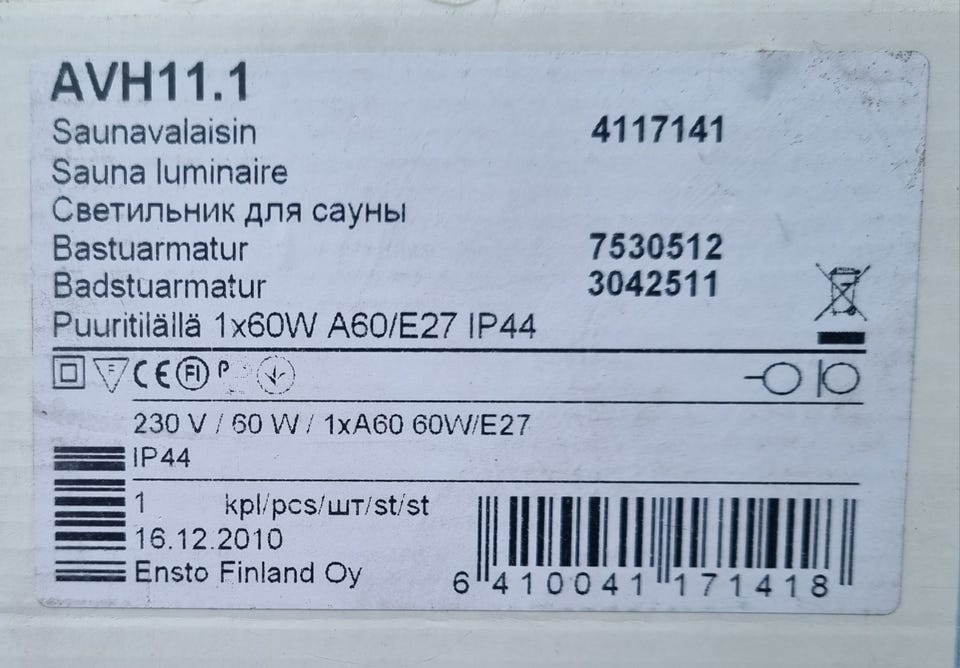 AVH11.1
Saunavalaisin 4117141
Sauna luminaire
Светильник для сауны
Bastuarmatur 7530512
Badstuarmatur 3042511
Puuritilällä 1x60W A60/E27 IP44
F CE FI P
230 V / 60 W / 1xA60 60W/E27
IP44
1 kpl/pcs/шт/st/st
16.12.2010
Ensto Finland Oy
6 410041 171418